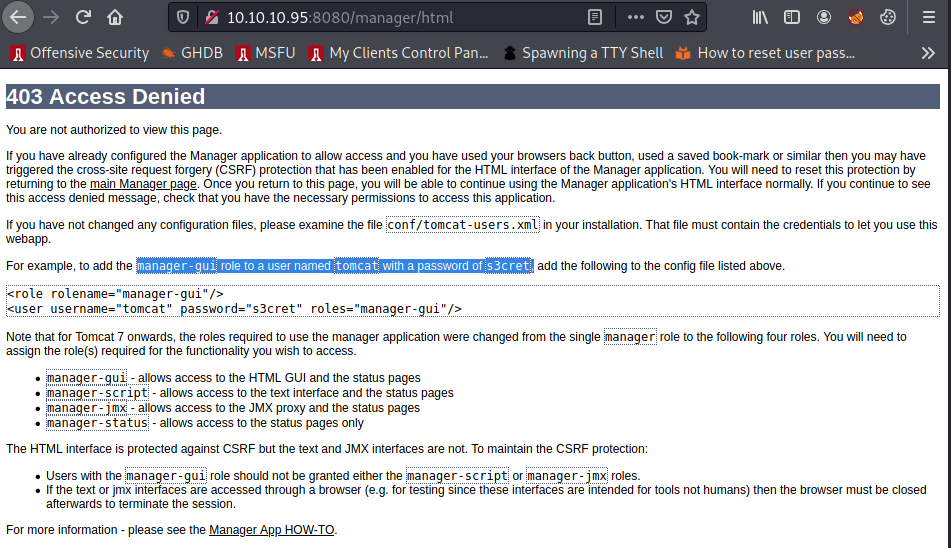 10.10.10.95:8080/manager/html
Offensive Security GHDB MSFU My Clients Control Pan... Spawning a TTY Shell How to reset user pass...
403 Access Denied
You are not authorized to view this page.
If you have already configured the Manager application to allow access and you have used your browsers back button, used a saved book-mark or similar then you may have
triggered the cross-site request forgery (CSRF) protection that has been enabled for the HTML interface of the Manager application. You will need to reset this protection by
returning to the main Manager page. Once you return to this page, you will be able to continue using the Manager application's HTML interface normally. If you continue to see
this access denied message, check that you have the necessary permissions to access this application.
If you have not changed any configuration files, please examine the file conf/tomcat-users.xml in your installation. That file must contain the credentials to let you use this
webapp.
For example, to add the manager-gui role to a user named tomcat with a password of s3cret, add the following to the config file listed above.
<role rolename="manager-gui"/>
<user username="tomcat" password="s3cret" roles="manager-gui"/>
Note that for Tomcat 7 onwards, the roles required to use the manager application were changed from the single manager role to the following four roles. You will need to
assign the role(s) required for the functionality you wish to access.
• manager-gui - allows access to the HTML GUI and the status pages
• manager-script - allows access to the text interface and the status pages
• manager-jmx - allows access to the JMX proxy and the status pages
• manager-status - allows access to the status pages only
The HTML interface is protected against CSRF but the text and JMX interfaces are not. To maintain the CSRF protection:
• Users with the manager-gui role should not be granted either the manager-script or manager-jmx roles.
• If the text or jmx interfaces are accessed through a browser (e.g. for testing since these interfaces are intended for tools not humans) then the browser must be closed
afterwards to terminate the session.
For more information - please see the Manager App HOW-TO.